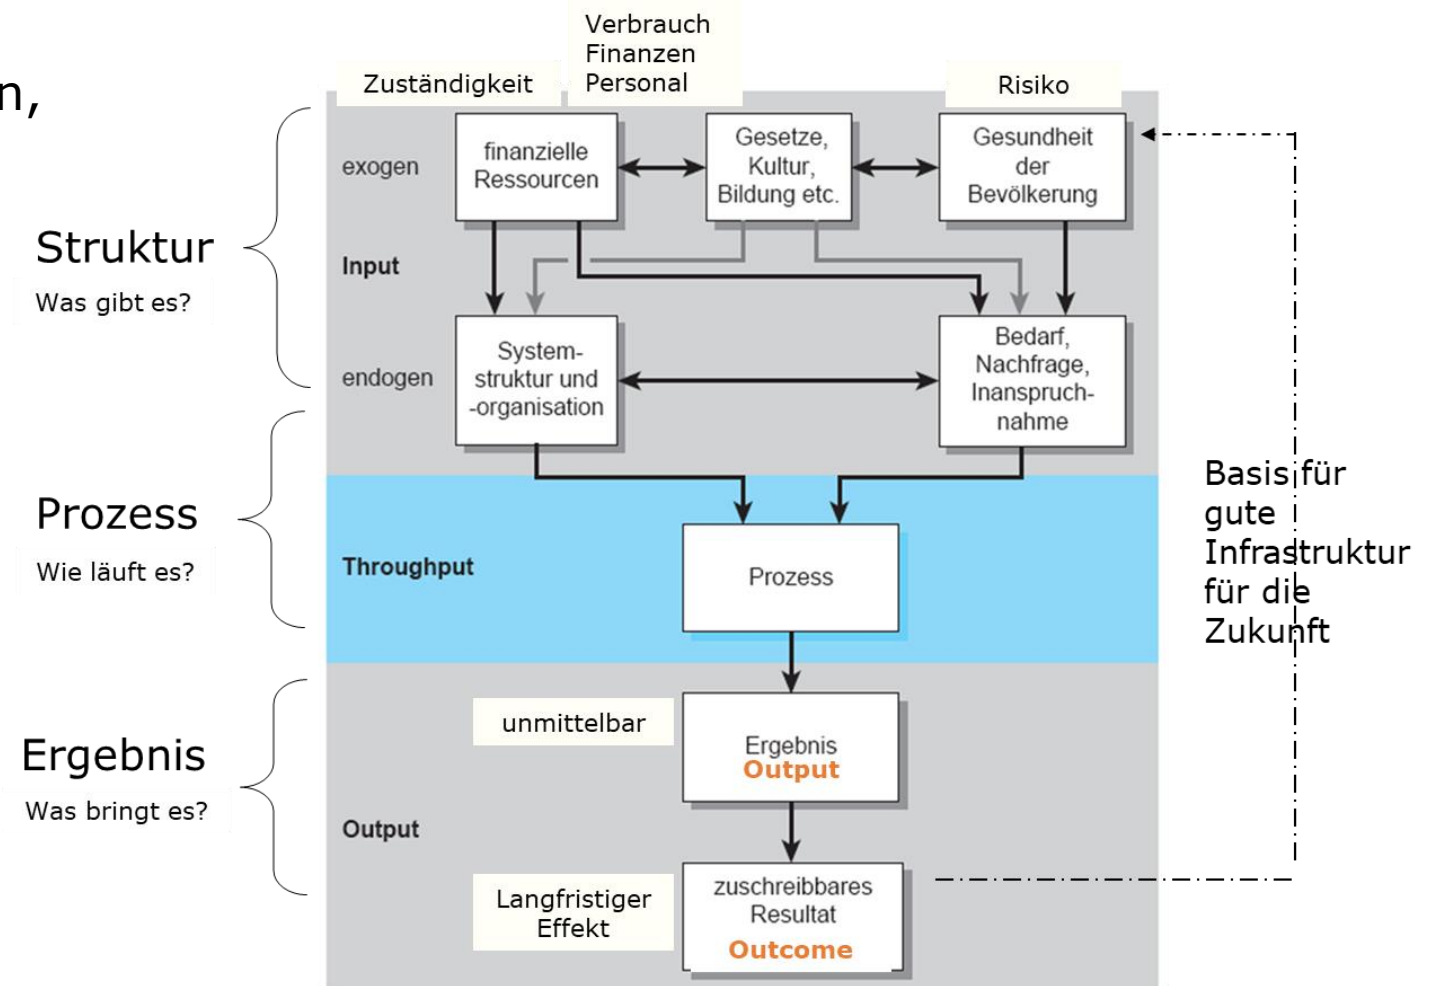 n,
Zuständigkeit
Verbrauch
Finanzen
Personal
Risiko
exogen
finanzielle
Ressourcen
Gesetze,
Kultur,
Bildung etc.
Gesundheit
der
Bevölkerung
Struktur
Was gibt es?
Input
endogen
System-
struktur und
-organisation
Bedarf,
Nachfrage,
Inanspruch-
nahme
Prozess
Wie läuft es?
Throughput
Prozess
Basis für
gute
Infrastruktur
für die
Zukunft
Ergebnis
Was bringt es?
unmittelbar
Ergebnis
Output
Output
Langfristiger
Effekt
zuschreibbares
Resultat
Outcome